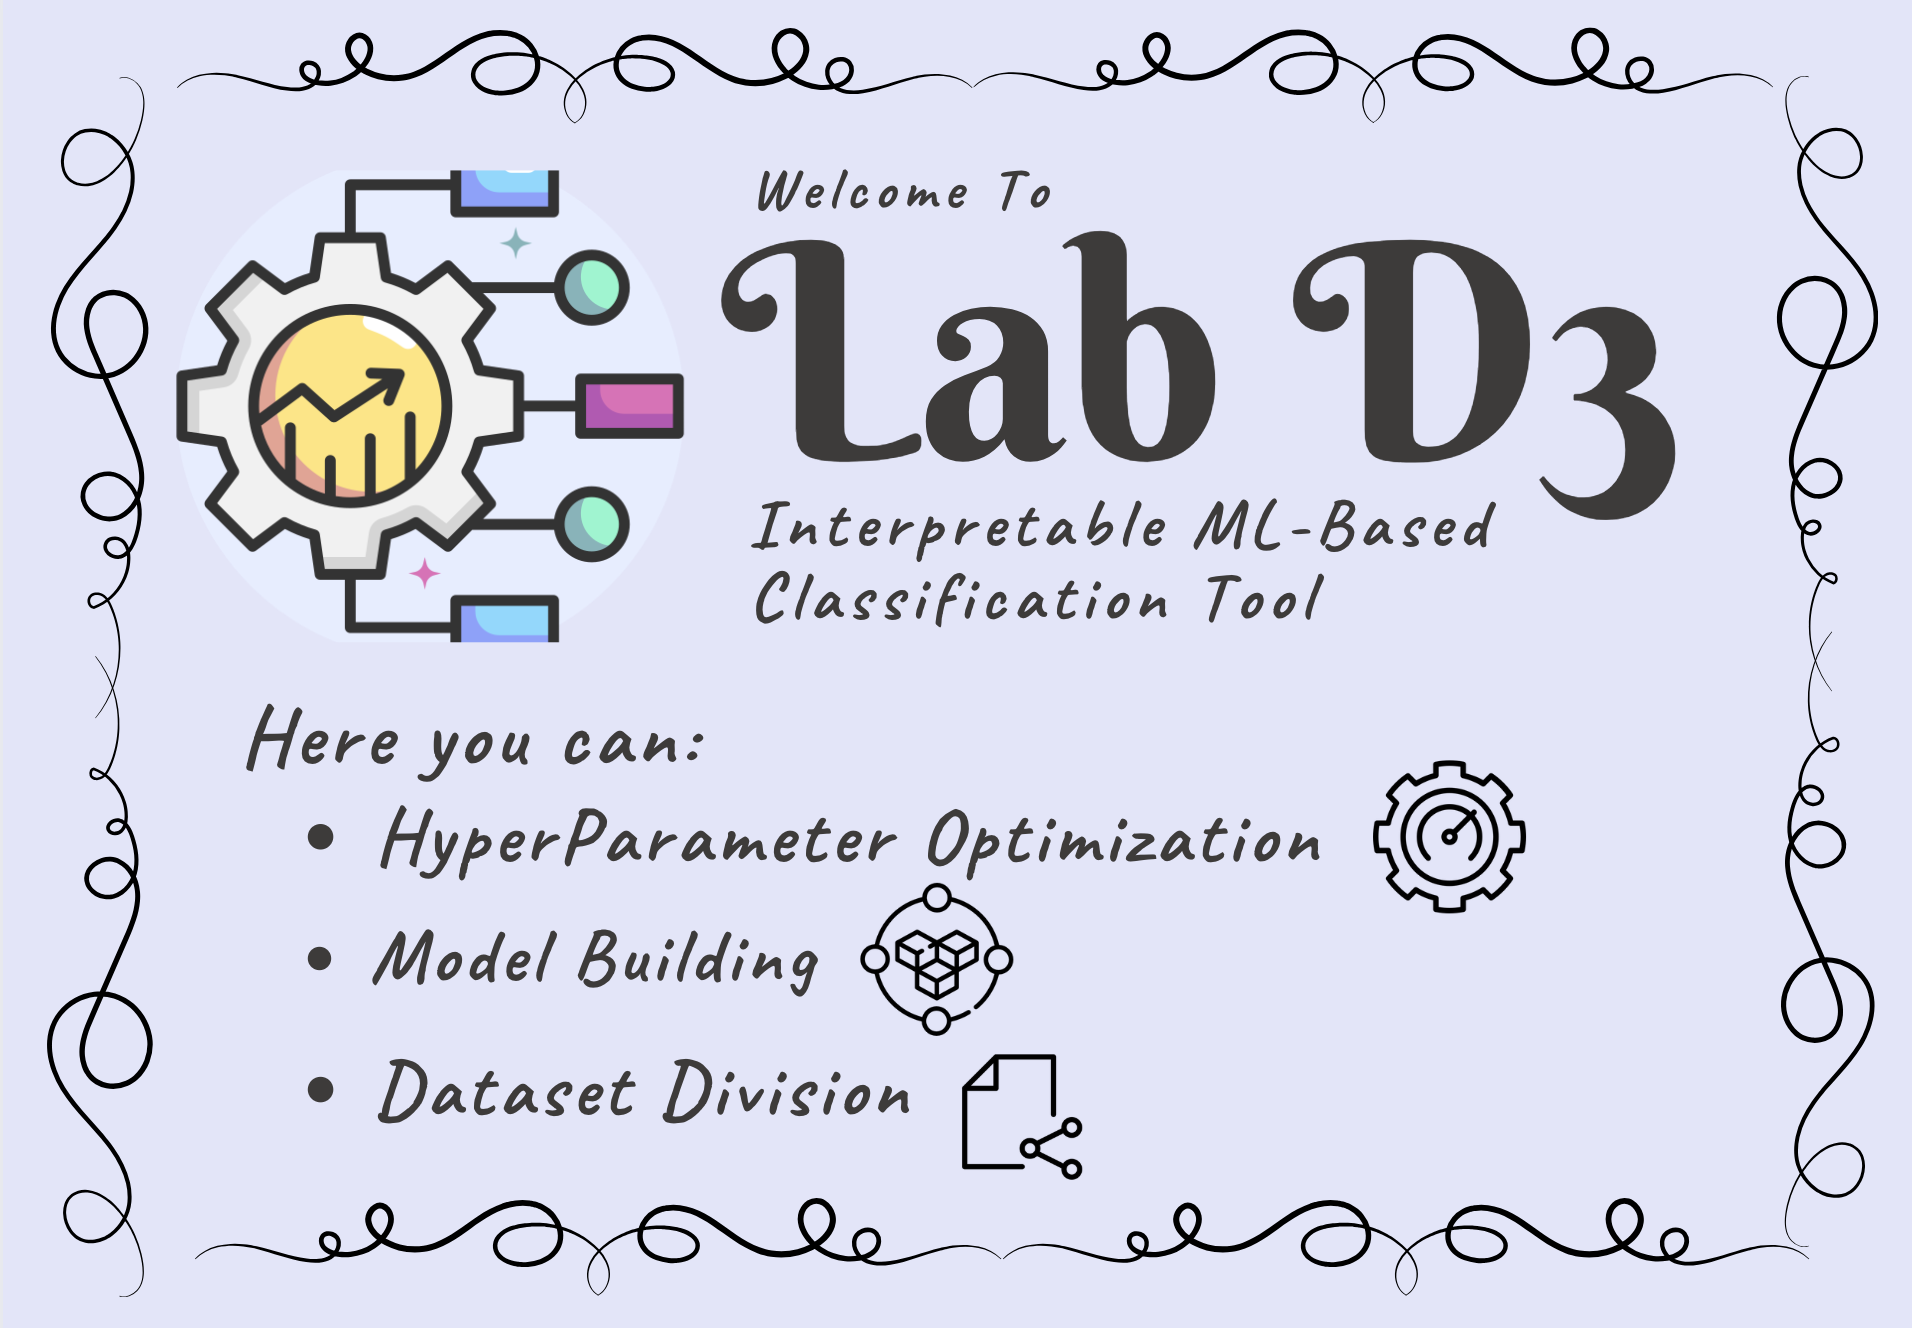 Welcome To
Lab D3
Interpretable ML-Based
Classification Tool
Here you can:
• HyperParameter Optimization
• Model Building
• Dataset Division